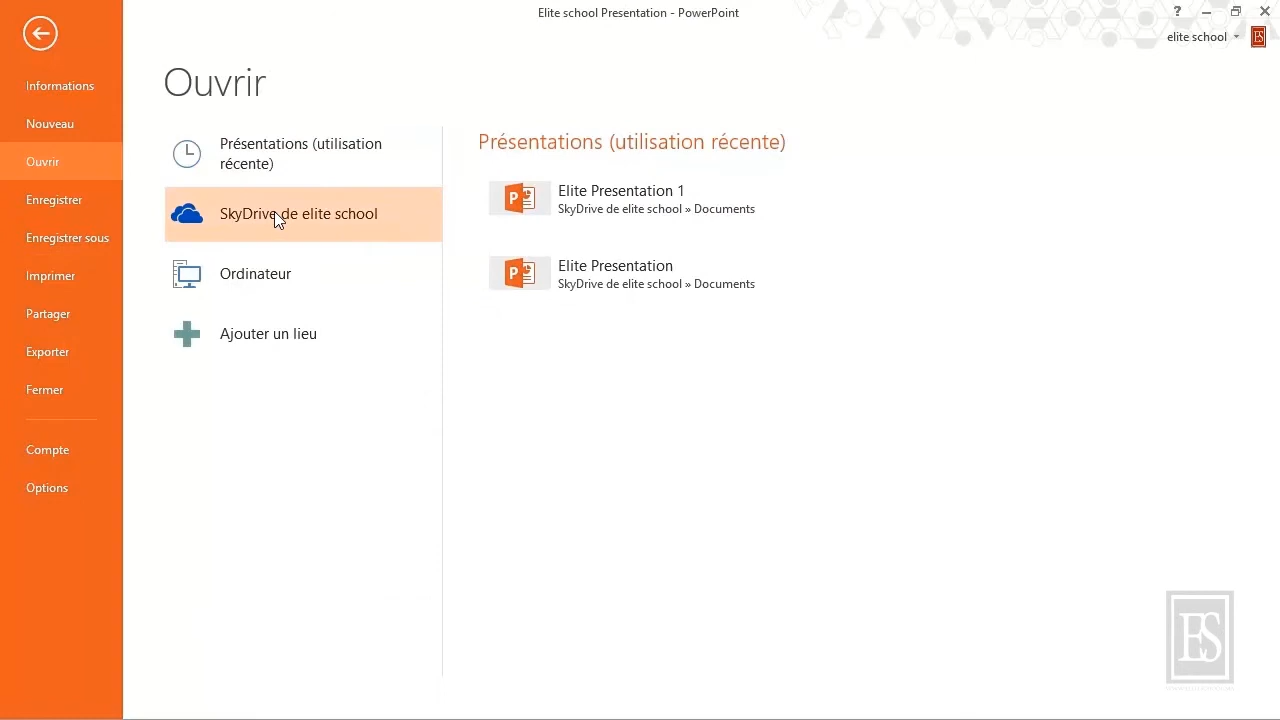 Elite school Presentation - PowerPoint
?
elite school
ES
Informations
Nouveau
Ouvrir
Enregistrer
Enregistrer sous
Imprimer
Partager
Exporter
Fermer
Compte
Options
Ouvrir
Présentations (utilisation
récente)
SkyDrive de elite school
Ordinateur
Ajouter un lieu
Présentations (utilisation récente)
P
Elite Presentation 1
SkyDrive de elite school » Documents
P
Elite Presentation
SkyDrive de elite school » Documents
ES